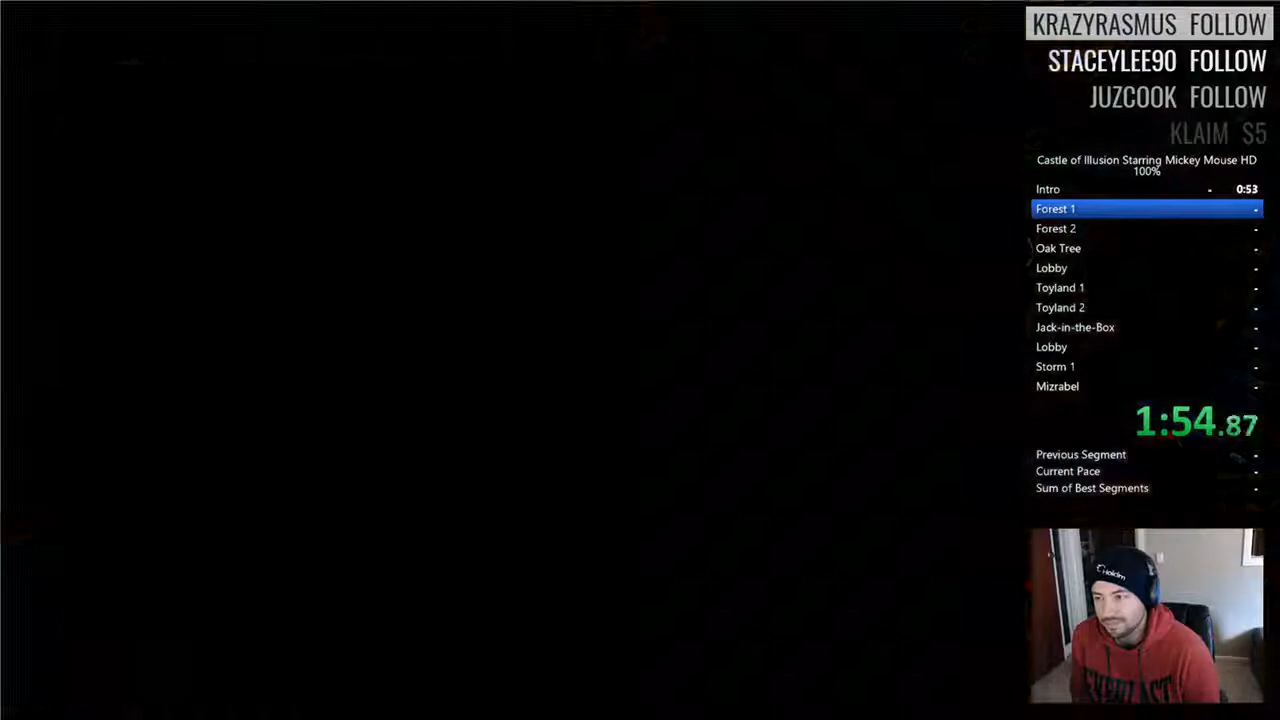 KRAZYRASMUS FOLLOW
STACEYLEE90 FOLLOW
JUZCOOK FOLLOW
KLAIM S5
Castle of Illusion Starring Mickey Mouse HD
100%
Intro - 0:53
Forest 1 -
Forest 2 -
Oak Tree -
Lobby -
Toyland 1 -
Toyland 2 -
Jack-in-the-Box -
Lobby -
Storm 1 -
Mizrabel -
1:54.87
Previous Segment -
Current Pace -
Sum of Best Segments -